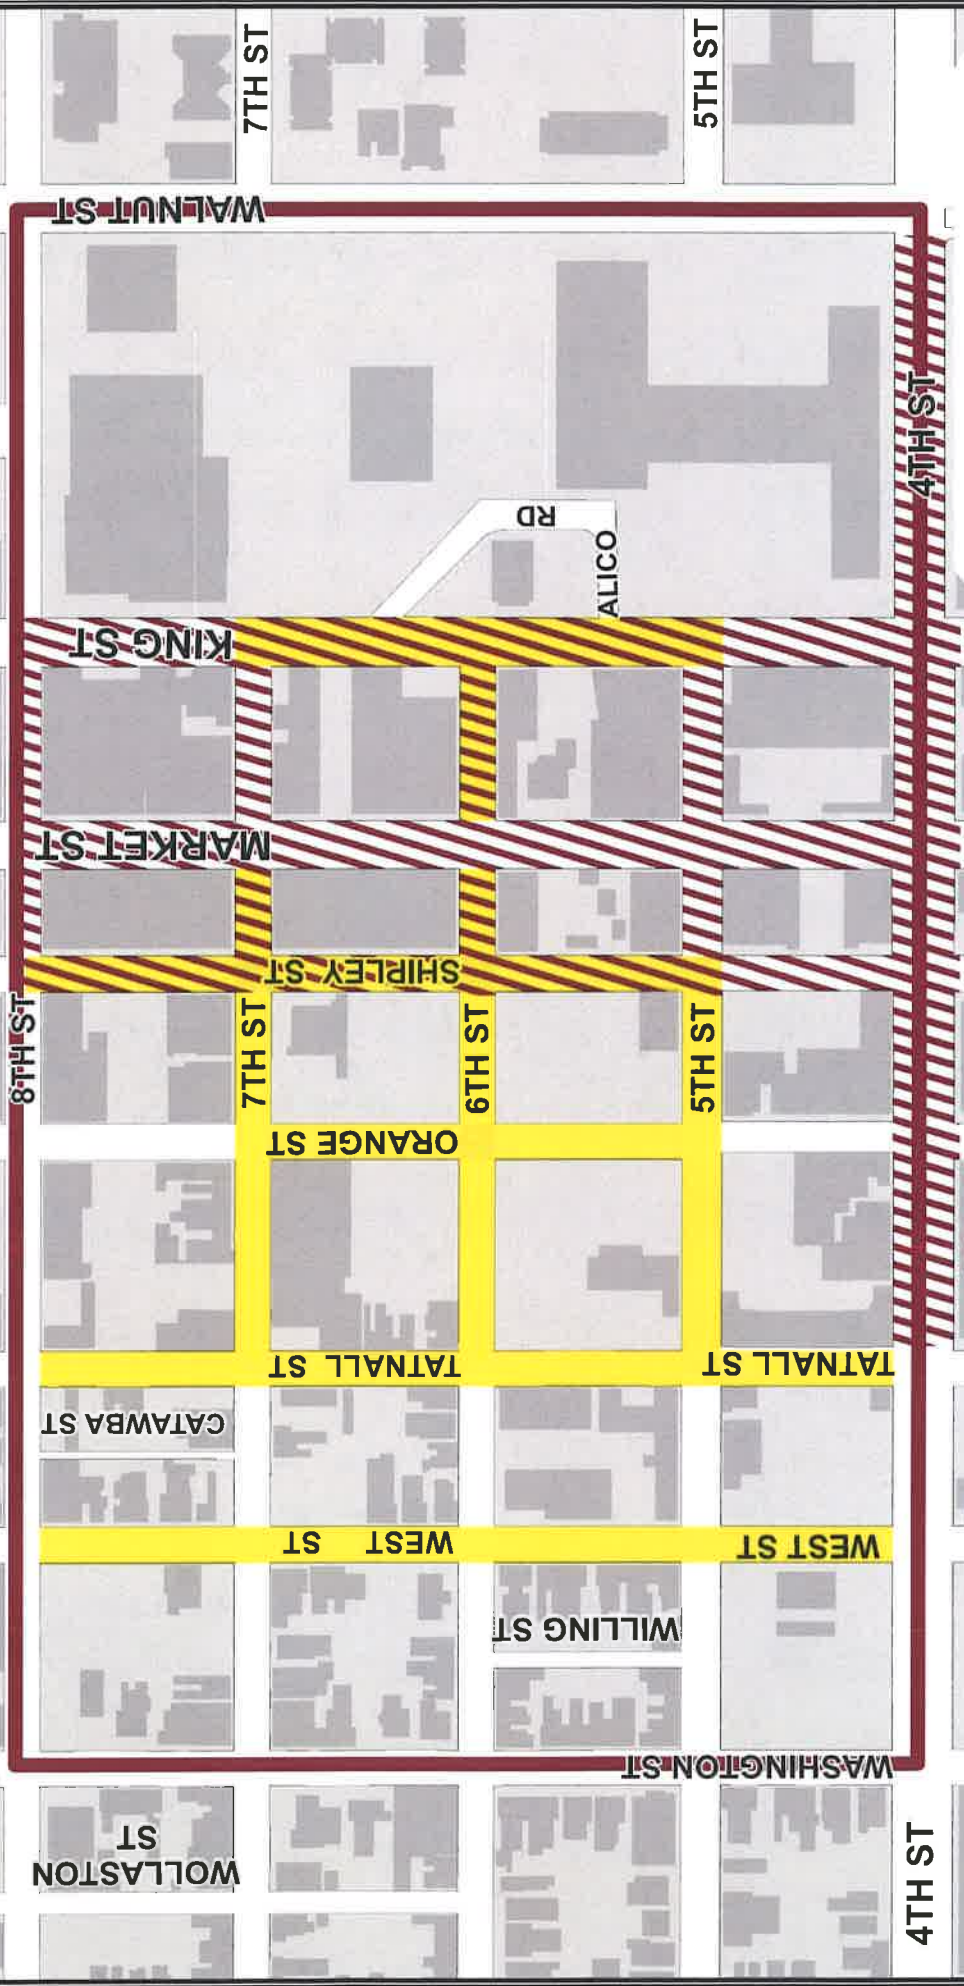 7TH ST
5TH ST
WALNUT ST
4TH ST
RD
ALICO
KING ST
MARKET ST
SHIPLEY ST
8TH ST
7TH ST
6TH ST
5TH ST
ORANGE ST
TATNALL ST
TATNALL ST
CATAWBA ST
WEST ST
WEST ST
WILLING ST
WASHINGTON ST
WOLLASTON
ST
4TH ST